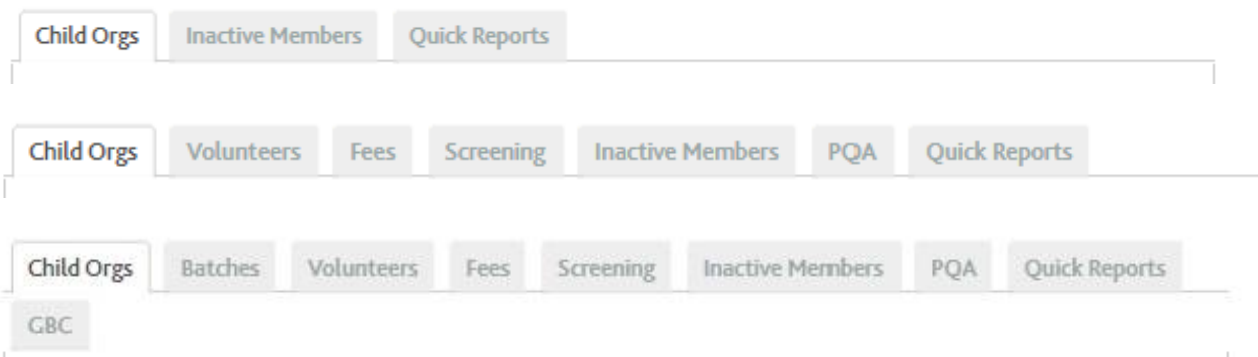 Child Orgs Inactive Members Quick Reports
Child Orgs Volunteers Fees Screening Inactive Members PQA Quick Reports
Child Orgs Batches Volunteers Fees Screening Inactive Members PQA Quick Reports
GBC